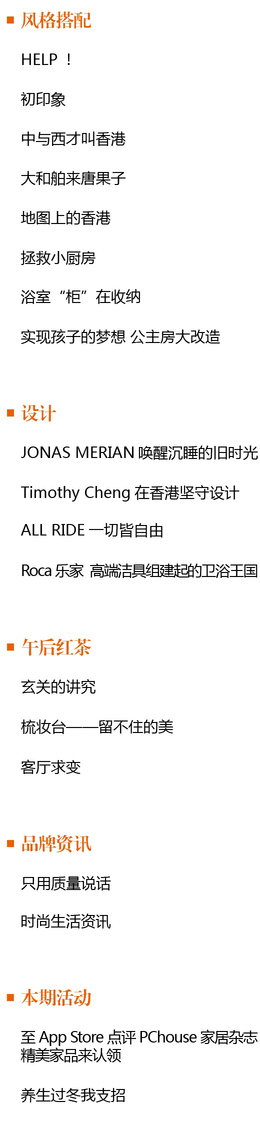 风格搭配
HELP ！
初印象
中与西才叫香港
大和舶来唐果子
地图上的香港
拯救小厨房
浴室“柜”在收纳
实现孩子的梦想 公主房大改造
设计
JONAS MERIAN 唤醒沉睡的旧时光
Timothy Cheng 在香港坚守设计
ALL RIDE 一切皆自由
Roca 乐家 高端洁具组建起的卫浴王国
午后红茶
玄关的讲究
梳妆台——留不住的美
客厅求变
品牌资讯
只用质量说话
时尚生活资讯
本期活动
至 App Store 点评 PChouse 家居杂志
精美家品来认领
养生过冬我支招